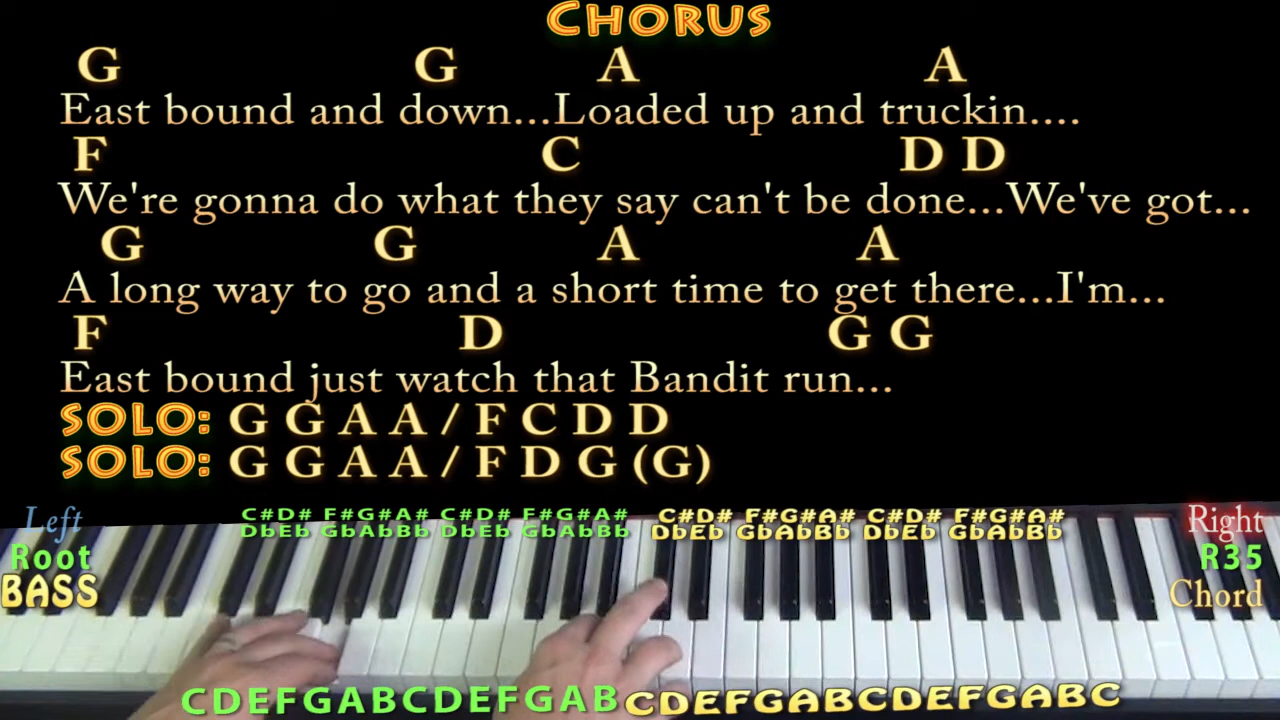 CHORUS
G G A A
East bound and down...Loaded up and truckin....
F C D D
We're gonna do what they say can't be done...We've got...
G G A A
A long way to go and a short time to get there...I'm...
F D G G
East bound just watch that Bandit run...
SOLO: G G A A / F C D D
SOLO: G G A A / F D G (G)
C#D# F#G#A# C#D# F#G#A# C#D# F#G#A# C#D# F#G#A#
DbEb GbAbBb DbEb GbAbBb DbEb GbAbBb DbEb GbAbBb
Left Right
Root R35
BASS Chord
CDEFGABCDEFGAB CDEFGABCDEFGABC